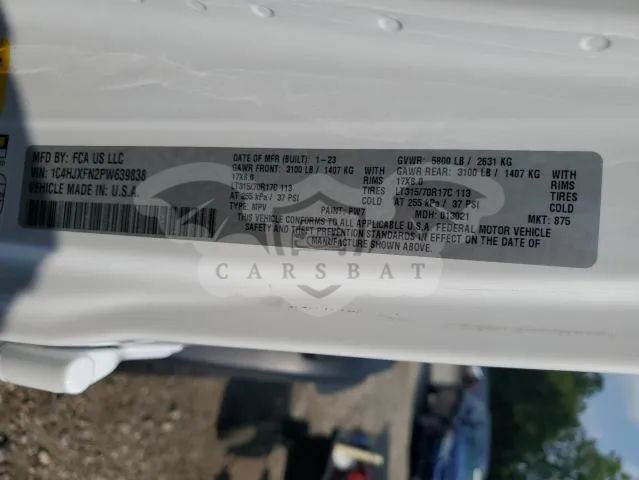 MFD BY: FCA US LLC
VIN: 1C4HJXFN2PW639838
VEHICLE MADE IN U.S.A.
DATE OF MFR (BUILT): 1-23
GAWR FRONT: 3100 LB / 1407 KG WITH
17X8.0 RIMS
LT315/70R17C 113 TIRES
AT 255 kPa / 37 PSI COLD
TYPE: MPV PAINT: PW7
GVWR: 5800 LB / 2631 KG
GAWR REAR: 3100 LB / 1407 KG WITH
17X8.0 RIMS
LT315/70R17C 113 TIRES
AT 255 kPa / 37 PSI COLD
MDH: 013021 MKT: 875
THIS VEHICLE CONFORMS TO ALL APPLICABLE U.S.A. FEDERAL MOTOR VEHICLE
SAFETY AND THEFT PREVENTION STANDARDS IN EFFECT ON THE DATE OF
MANUFACTURE SHOWN ABOVE.
CARSBAT